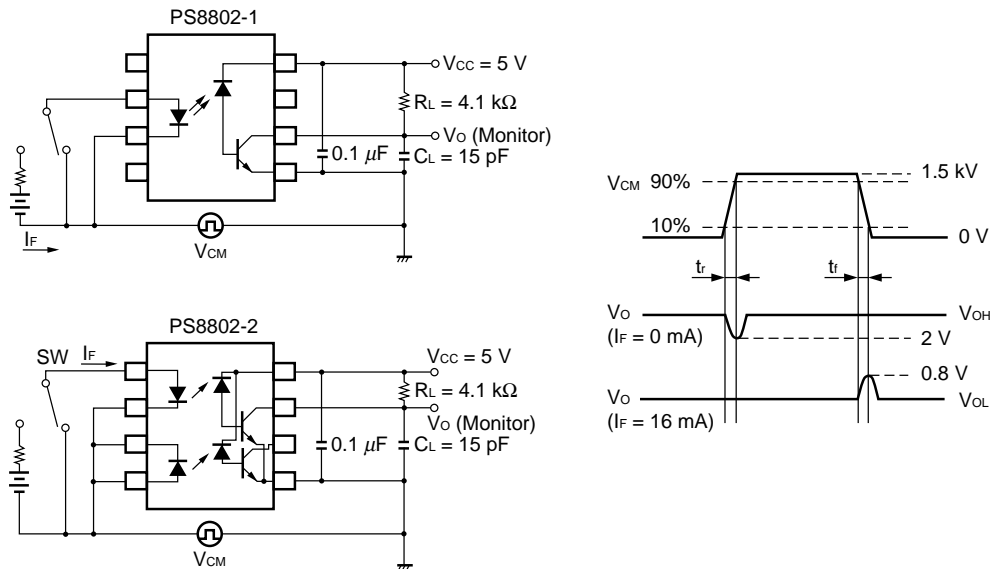 PS8802-1
VCC = 5 V
RL = 4.1 kΩ
VO (Monitor)
0.1 μF
CL = 15 pF
IF
VCM
PS8802-2
SW
IF
VCC = 5 V
RL = 4.1 kΩ
VO (Monitor)
0.1 μF
CL = 15 pF
VCM
VCM 90%
1.5 kV
10%
0 V
tr
tf
VO
(IF = 0 mA)
VOH
2 V
0.8 V
VO
(IF = 16 mA)
VOL